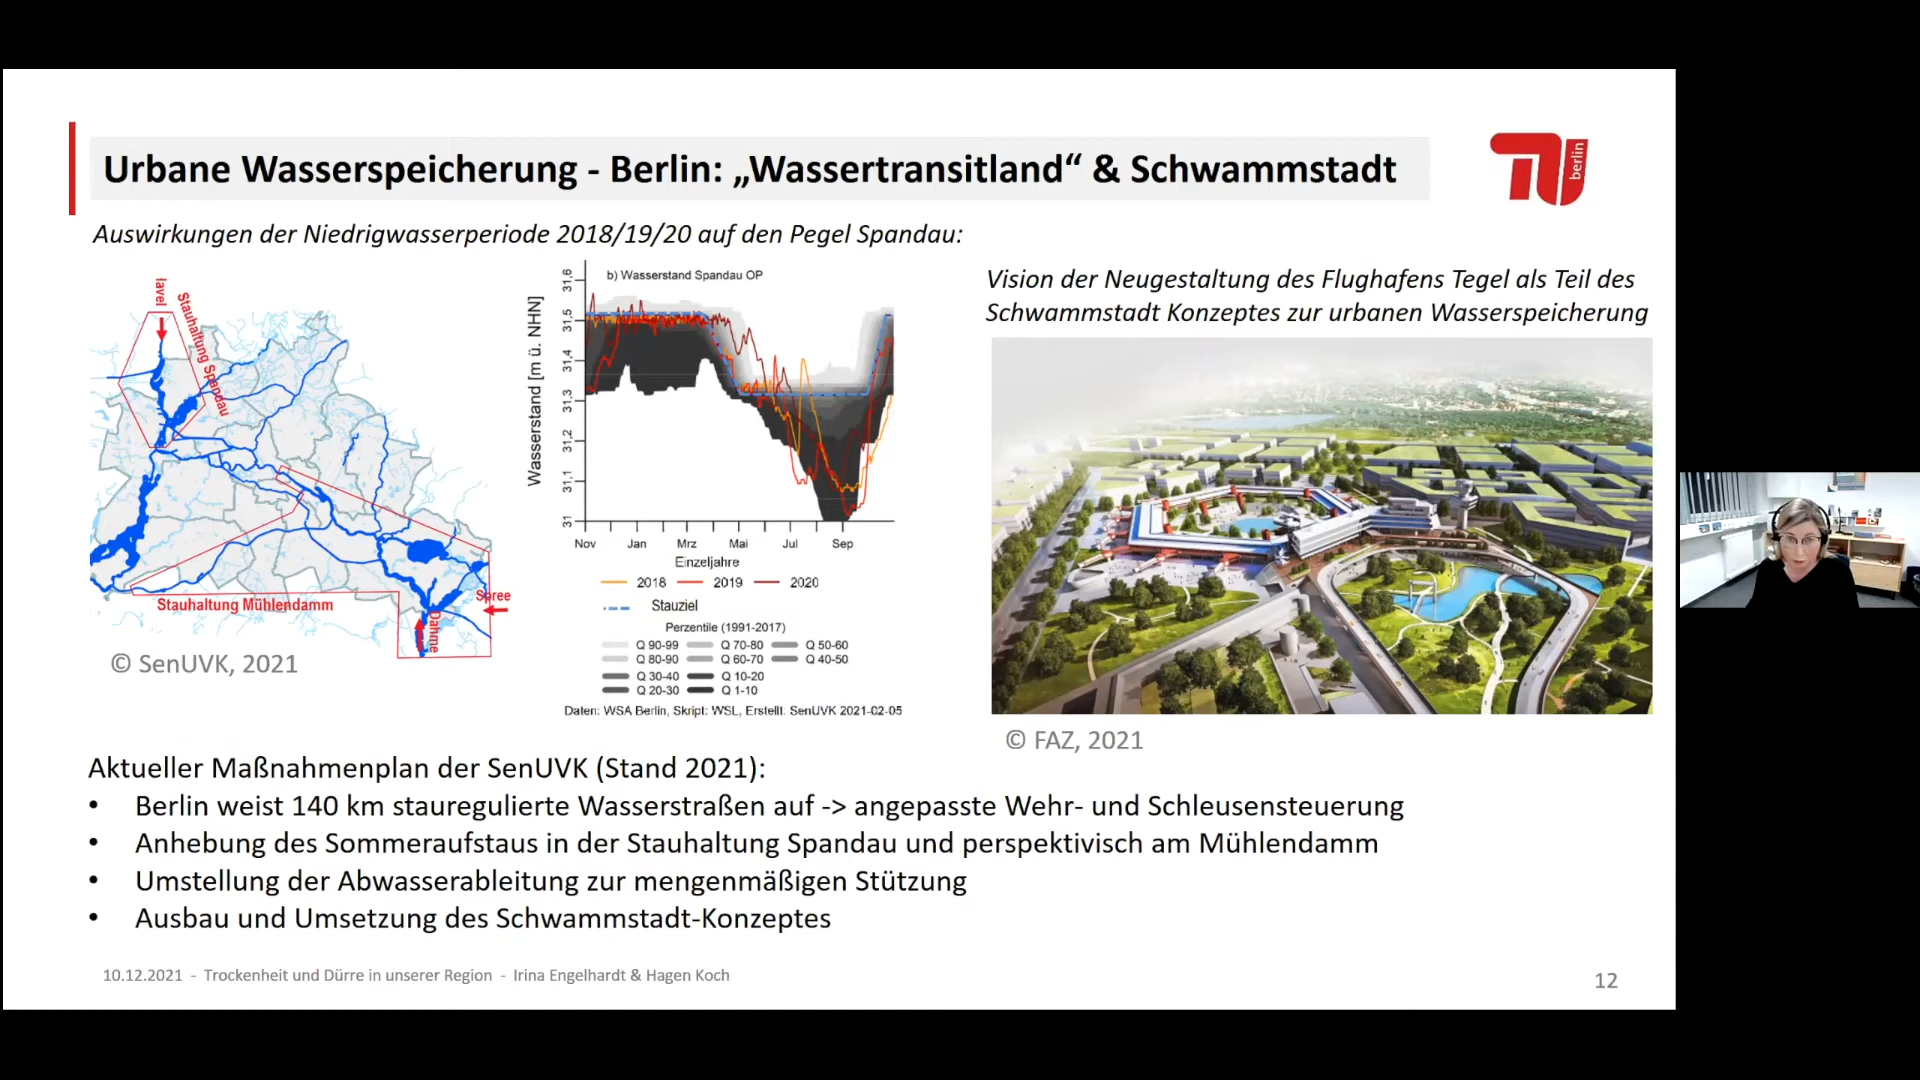 Urbane Wasserspeicherung - Berlin: „Wassertransitland“ & Schwammstadt
berlin
Auswirkungen der Niedrigwasserperiode 2018/19/20 auf den Pegel Spandau:
Vision der Neugestaltung des Flughafens Tegel als Teil des
Schwammstadt Konzeptes zur urbanen Wasserspeicherung
lavel
Stauhaltung Spandau
Stauhaltung Mühlendamm
Spree
Dahme
© SenUVK, 2021
b) Wasserstand Spandau OP
Wasserstand [m ü. NHN]
31,6
31,5
31,4
31,3
31,2
31,1
31
Nov Jan Mrz Mai Jul Sep
Einzeljahre
2018 2019 2020
Stauziel
Perzentile (1991-2017)
Q 90-99 Q 70-80 Q 50-60
Q 80-90 Q 60-70 Q 40-50
Q 30-40 Q 10-20
Q 20-30 Q 1-10
Daten: WSA Berlin, Skript: WSL, Erstellt: SenUVK 2021-02-05
© FAZ, 2021
Aktueller Maßnahmenplan der SenUVK (Stand 2021):
• Berlin weist 140 km stauregulierte Wasserstraßen auf -> angepasste Wehr- und Schleusensteuerung
• Anhebung des Sommeraufstaus in der Stauhaltung Spandau und perspektivisch am Mühlendamm
• Umstellung der Abwasserableitung zur mengenmäßigen Stützung
• Ausbau und Umsetzung des Schwammstadt-Konzeptes
10.12.2021 - Trockenheit und Dürre in unserer Region - Irina Engelhardt & Hagen Koch
12